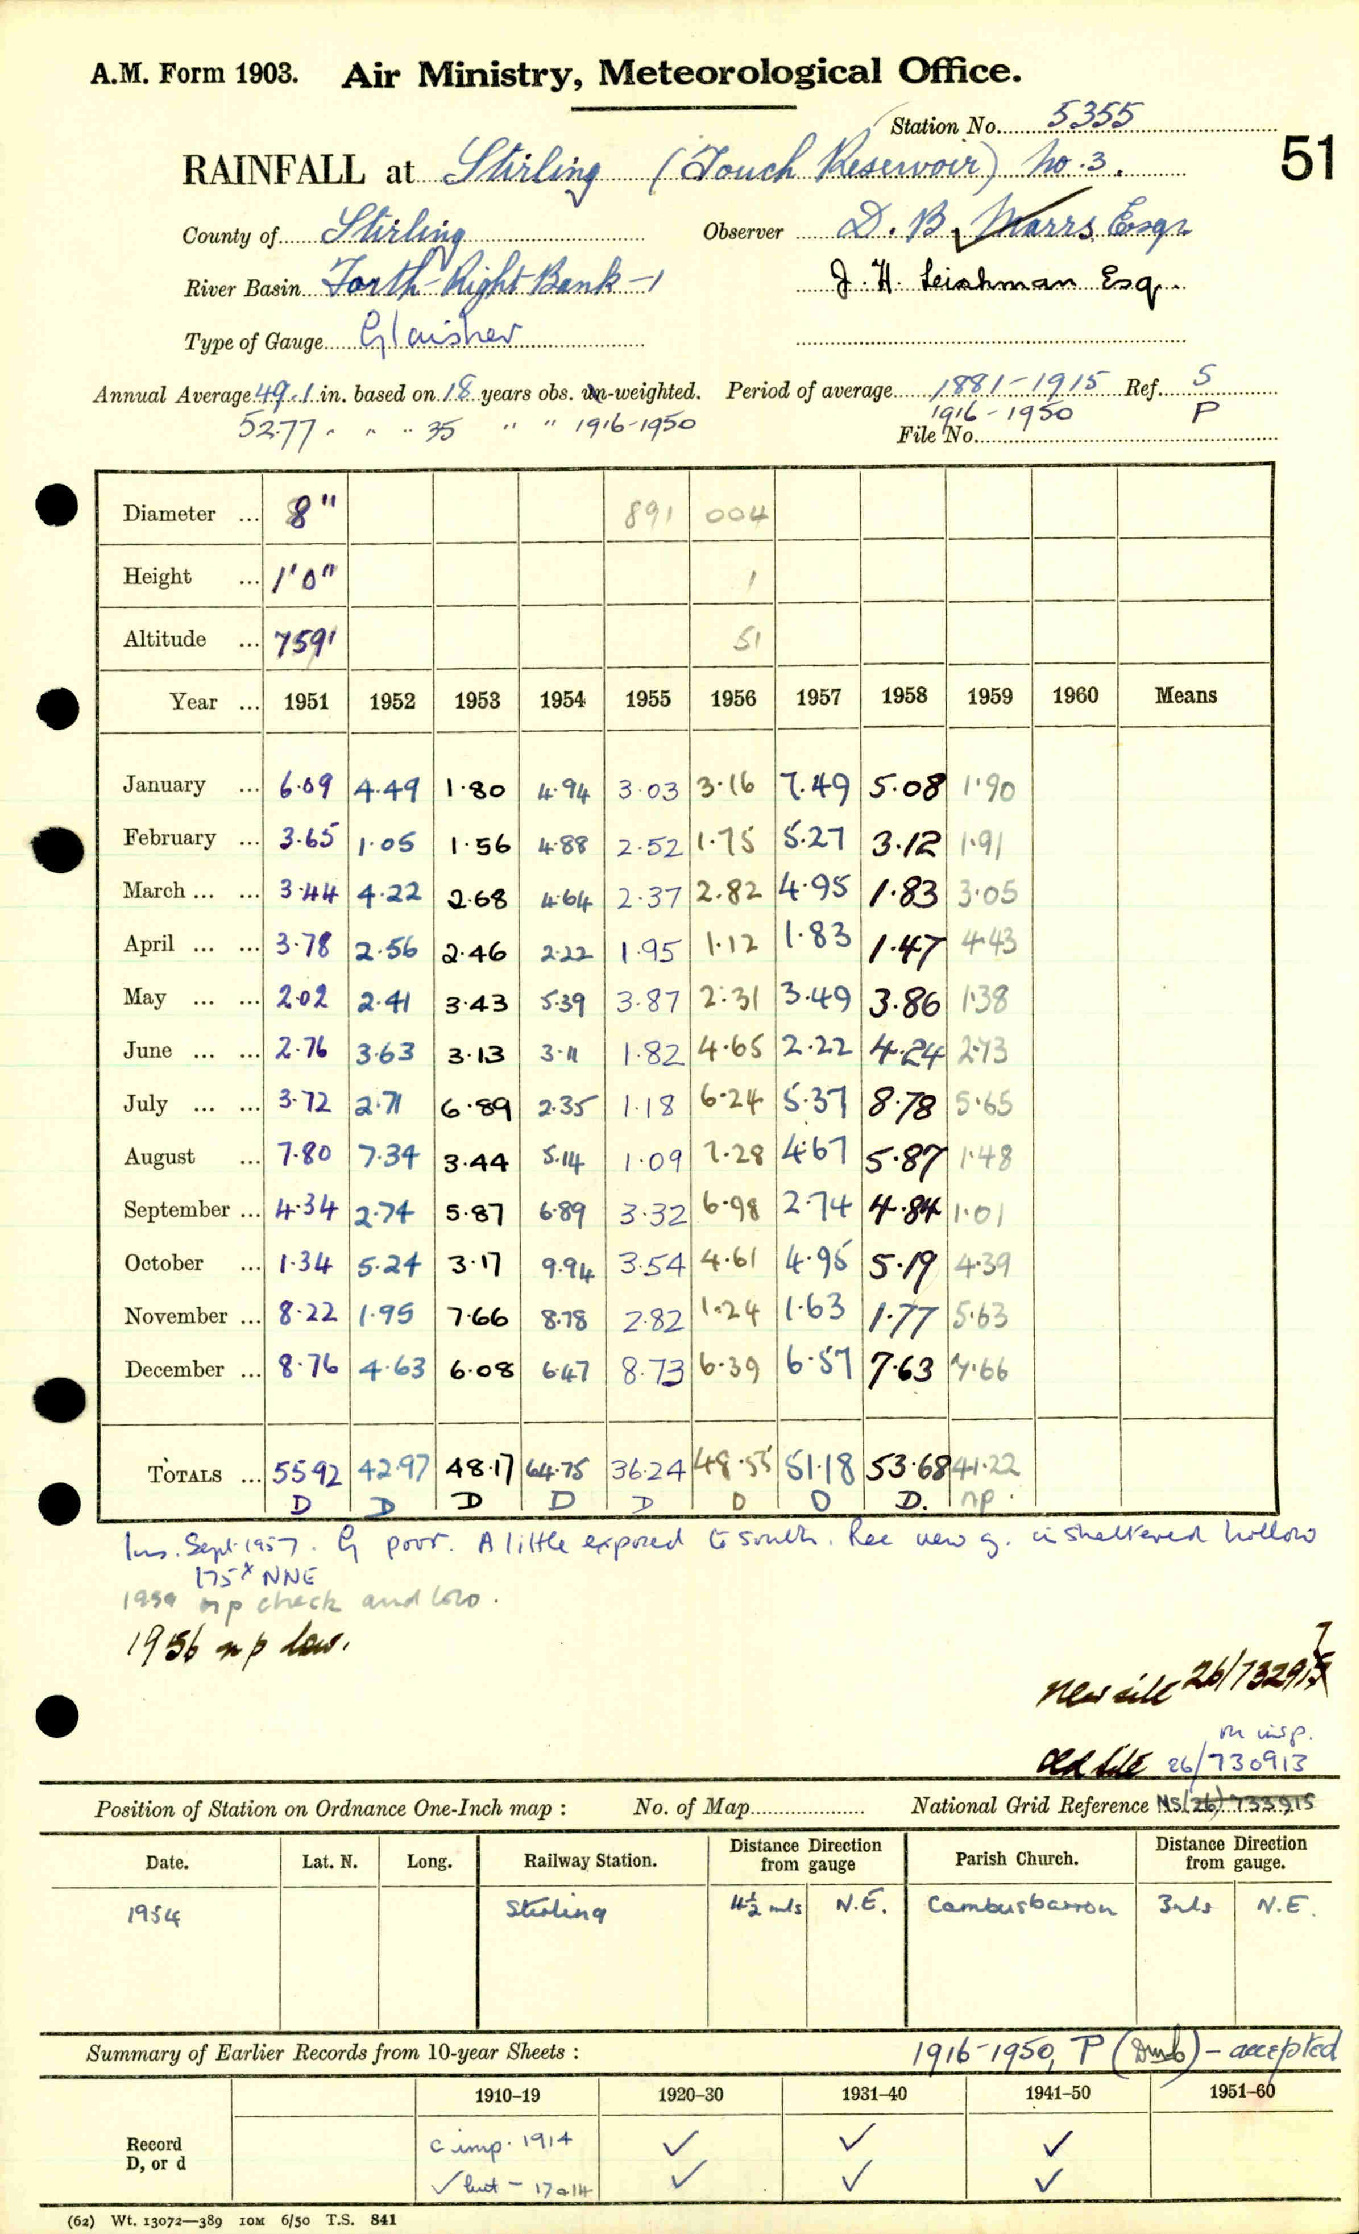 A.M. Form 1903. Air Ministry, Meteorological Office.
Station No. 5355
51
RAINFALL at Stirling (Touch Reservoir) No.3.
County of Stirling Observer D. B. Marrs, Esqr
River Basin Forth-Right Bank-1 J. H. Leishman Esq.
Type of Gauge Glaisher
Annual Average 49.1 in. based on 18 years obs. un-weighted. Period of average 1881-1915 Ref. S
52.77 " " " 35 " " 1916-1950 1916-1950 P
File No.
Diameter ... 8" 891 004
Height ... 1'0" 1
Altitude ... 759' 51
Year ... 1951 1952 1953 1954 1955 1956 1957 1958 1959 1960 Means
January ... 6.09 4.49 1.80 4.94 3.03 3.16 7.49 5.08 1.90
February ... 3.65 1.05 1.56 4.88 2.52 1.75 5.27 3.12 1.91
March ... ... 3.44 4.22 2.68 4.64 2.37 2.82 4.95 1.83 3.05
April ... ... 3.78 2.56 2.46 2.22 1.95 1.12 1.83 1.47 4.43
May ... ... 2.02 2.41 3.43 5.39 3.87 2.31 3.49 3.86 1.38
June ... ... 2.76 3.63 3.13 3.11 1.82 4.65 2.22 4.24 2.73
July ... ... 3.72 2.71 6.89 2.35 1.18 6.24 5.37 8.78 5.65
August ... 7.80 7.34 3.44 5.14 1.09 7.28 4.67 5.87 1.48
September ... 4.34 2.74 5.87 6.89 3.32 6.98 2.74 4.84 1.01
October ... 1.34 5.24 3.17 9.94 3.54 4.61 4.95 5.19 4.39
November ... 8.22 1.95 7.66 8.78 2.82 1.24 1.63 1.77 5.63
December ... 8.76 4.63 6.08 6.47 8.73 6.39 6.57 7.63 7.66
TOTALS ... 55.92 42.97 48.17 64.75 36.24 48.55 51.18 53.68 41.22
D D D D D D D D. np.
Ins. Sept. 1957. G poor. A little exposed to south. Rec new g. in sheltered hollow
175x NNE
1959 np check and low.
1956 np low.
New site 26/732917
on insp.
Old site 26/730913
Position of Station on Ordnance One-Inch map : No. of Map National Grid Reference NS(26) 733915
Date. Lat. N. Long. Railway Station. Distance from gauge Direction Parish Church. Distance from gauge. Direction
1954 Stirling 4½ mls N.E. Cambusbarron 3 mls N.E.
Summary of Earlier Records from 10-year Sheets : 1916-1950, P (Dmb) - accepted
1910-19 1920-30 1931-40 1941-50 1951-60
Record c imp. 1914 ✓ ✓ ✓
D, or d ✓ but - 17 a 14 ✓ ✓ ✓
(62) Wt. 13072—389 10M 6/50 T.S. 841